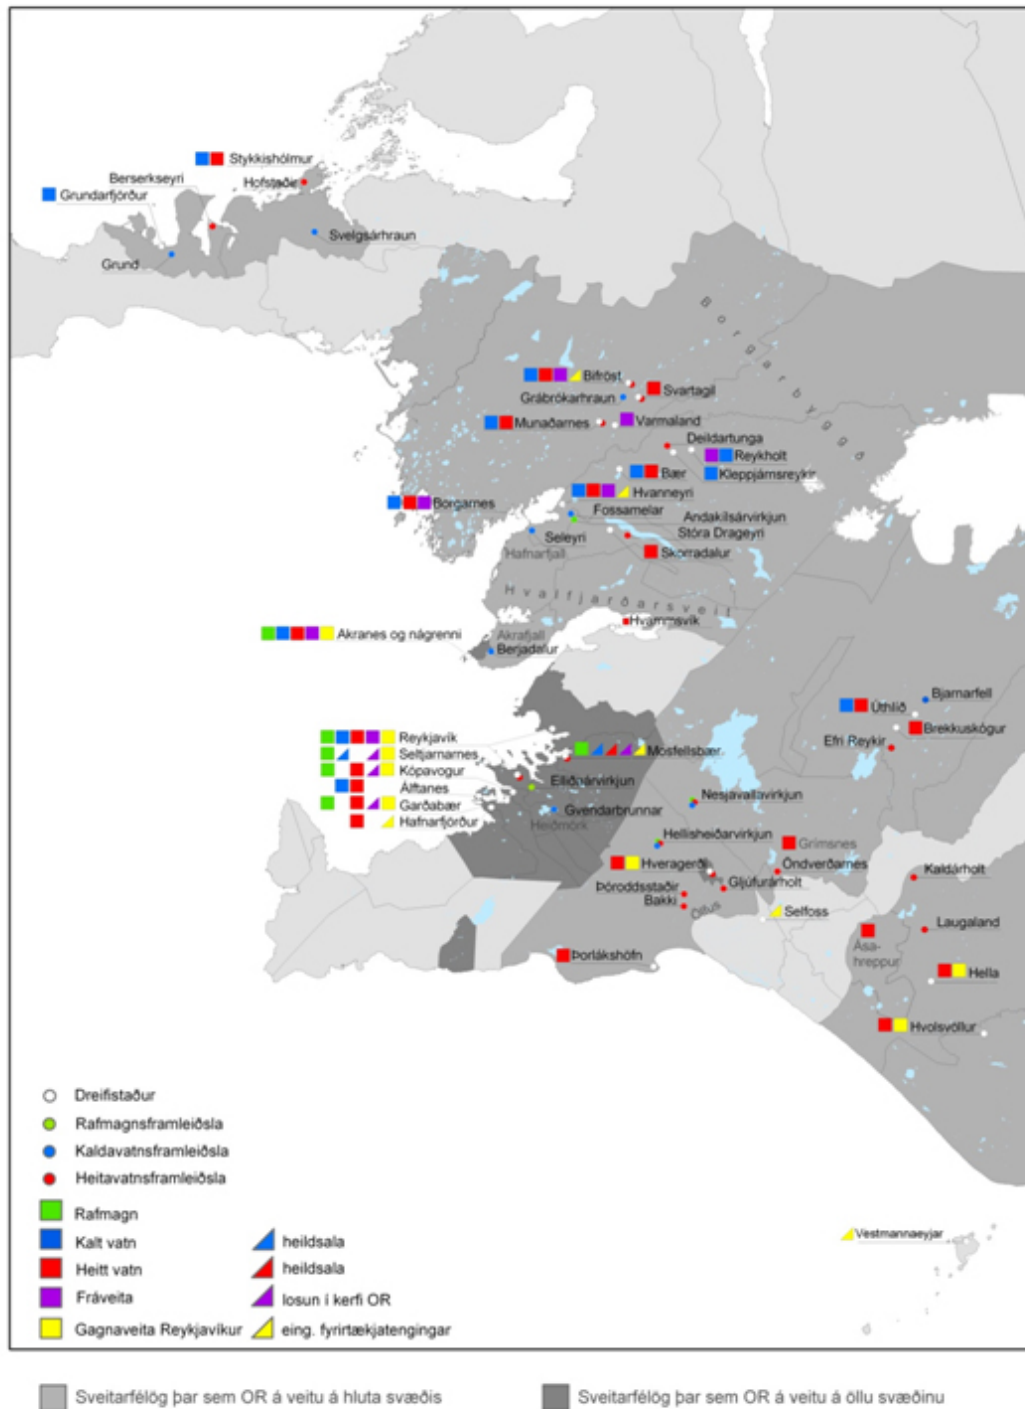 Stykkishólmur
Berserkseyri
Hofstaðir
Grundarfjörður
Svelgsárhraun
Grund
Borgarbyggð
Bifröst
Svartagil
Grábrókarhraun
Munaðarnes
Varmaland
Deildartunga
Reykholt
Bær
Kleppjárnsreykir
Hvanneyri
Borgarnes
Fossamelar
Andakílsárvirkjun
Seleyri
Stóra Drageyri
Hafnarfjall
Skorradalur
Hvalfjarðarsveit
Hvammsvík
Akranes og nágrenni
Akrafjall
Berjadalur
Bjarnarfell
Úthlíð
Brekkuskógur
Efri Reykir
Reykjavík
Seltjarnarnes
Mosfellsbær
Kópavogur
Elliðaárvirkjun
Álftanes
Nesjavallavirkjun
Garðabær
Gvendarbrunnar
Hafnarfjörður
Heiðmörk
Hellisheiðarvirkjun
Grímsnes
Hveragerði
Öndverðarnes
Kaldárholt
Þóroddsstaðir
Gljúfurárholt
Bakki
Ölfus
Selfoss
Laugaland
Ása-
hreppur
Þorlákshöfn
Hella
Hvolsvöllur
Dreifistaður
Rafmagnsframleiðsla
Kaldavatnsframleiðsla
Heitavatnsframleiðsla
Rafmagn
Kalt vatn heildsala
Heitt vatn heildsala
Fráveita losun í kerfi OR
Gagnaveita Reykjavíkur eing. fyrirtækjatengingar
Vestmannaeyjar
Sveitarfélög þar sem OR á veitu á hluta svæðis
Sveitarfélög þar sem OR á veitu á öllu svæðinu